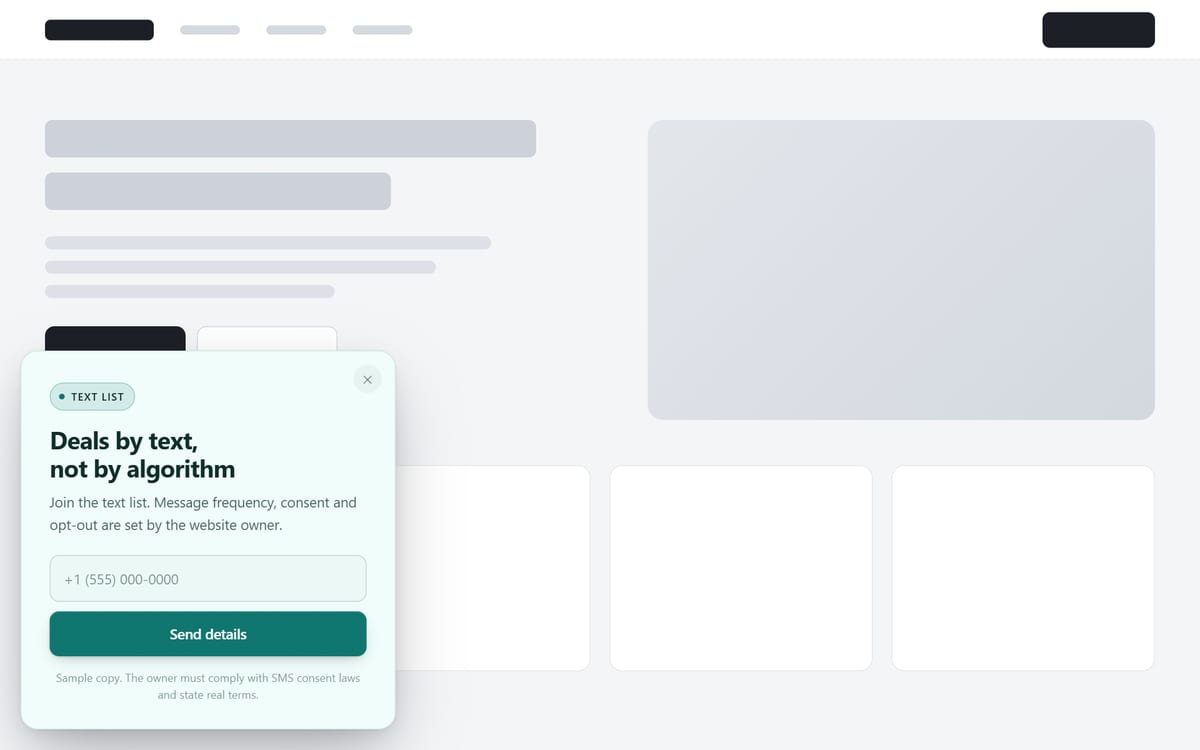 TEXT LIST
Deals by text,
not by algorithm
Join the text list. Message frequency, consent and
opt-out are set by the website owner.
+1 (555) 000-0000
Send details
Sample copy. The owner must comply with SMS consent laws
and state real terms.